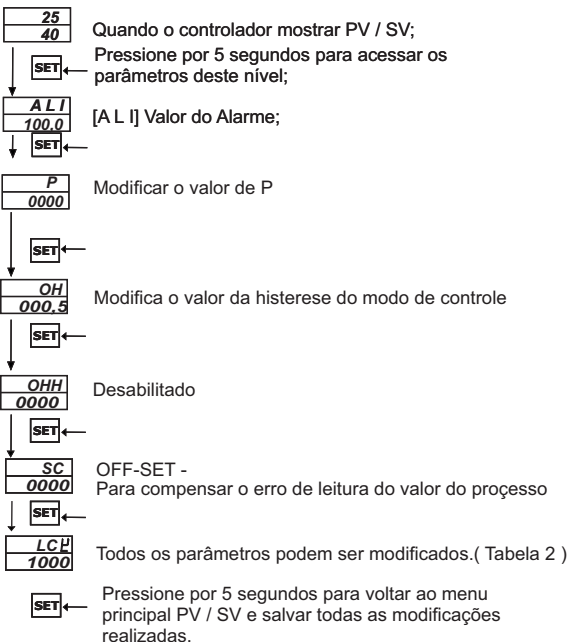 25
40
Quando o controlador mostrar PV / SV;
SET
Pressione por 5 segundos para acessar os
parâmetros deste nível;
A L I
100,0
[A L I] Valor do Alarme;
SET
P
0000
Modificar o valor de P
SET
OH
000,5
Modifica o valor da histerese do modo de controle
SET
OHH
0000
Desabilitado
SET
SC
0000
OFF-SET -
Para compensar o erro de leitura do valor do proçesso
SET
LCK
1000
Todos os parâmetros podem ser modificados.( Tabela 2 )
SET
Pressione por 5 segundos para voltar ao menu
principal PV / SV e salvar todas as modificações
realizadas.